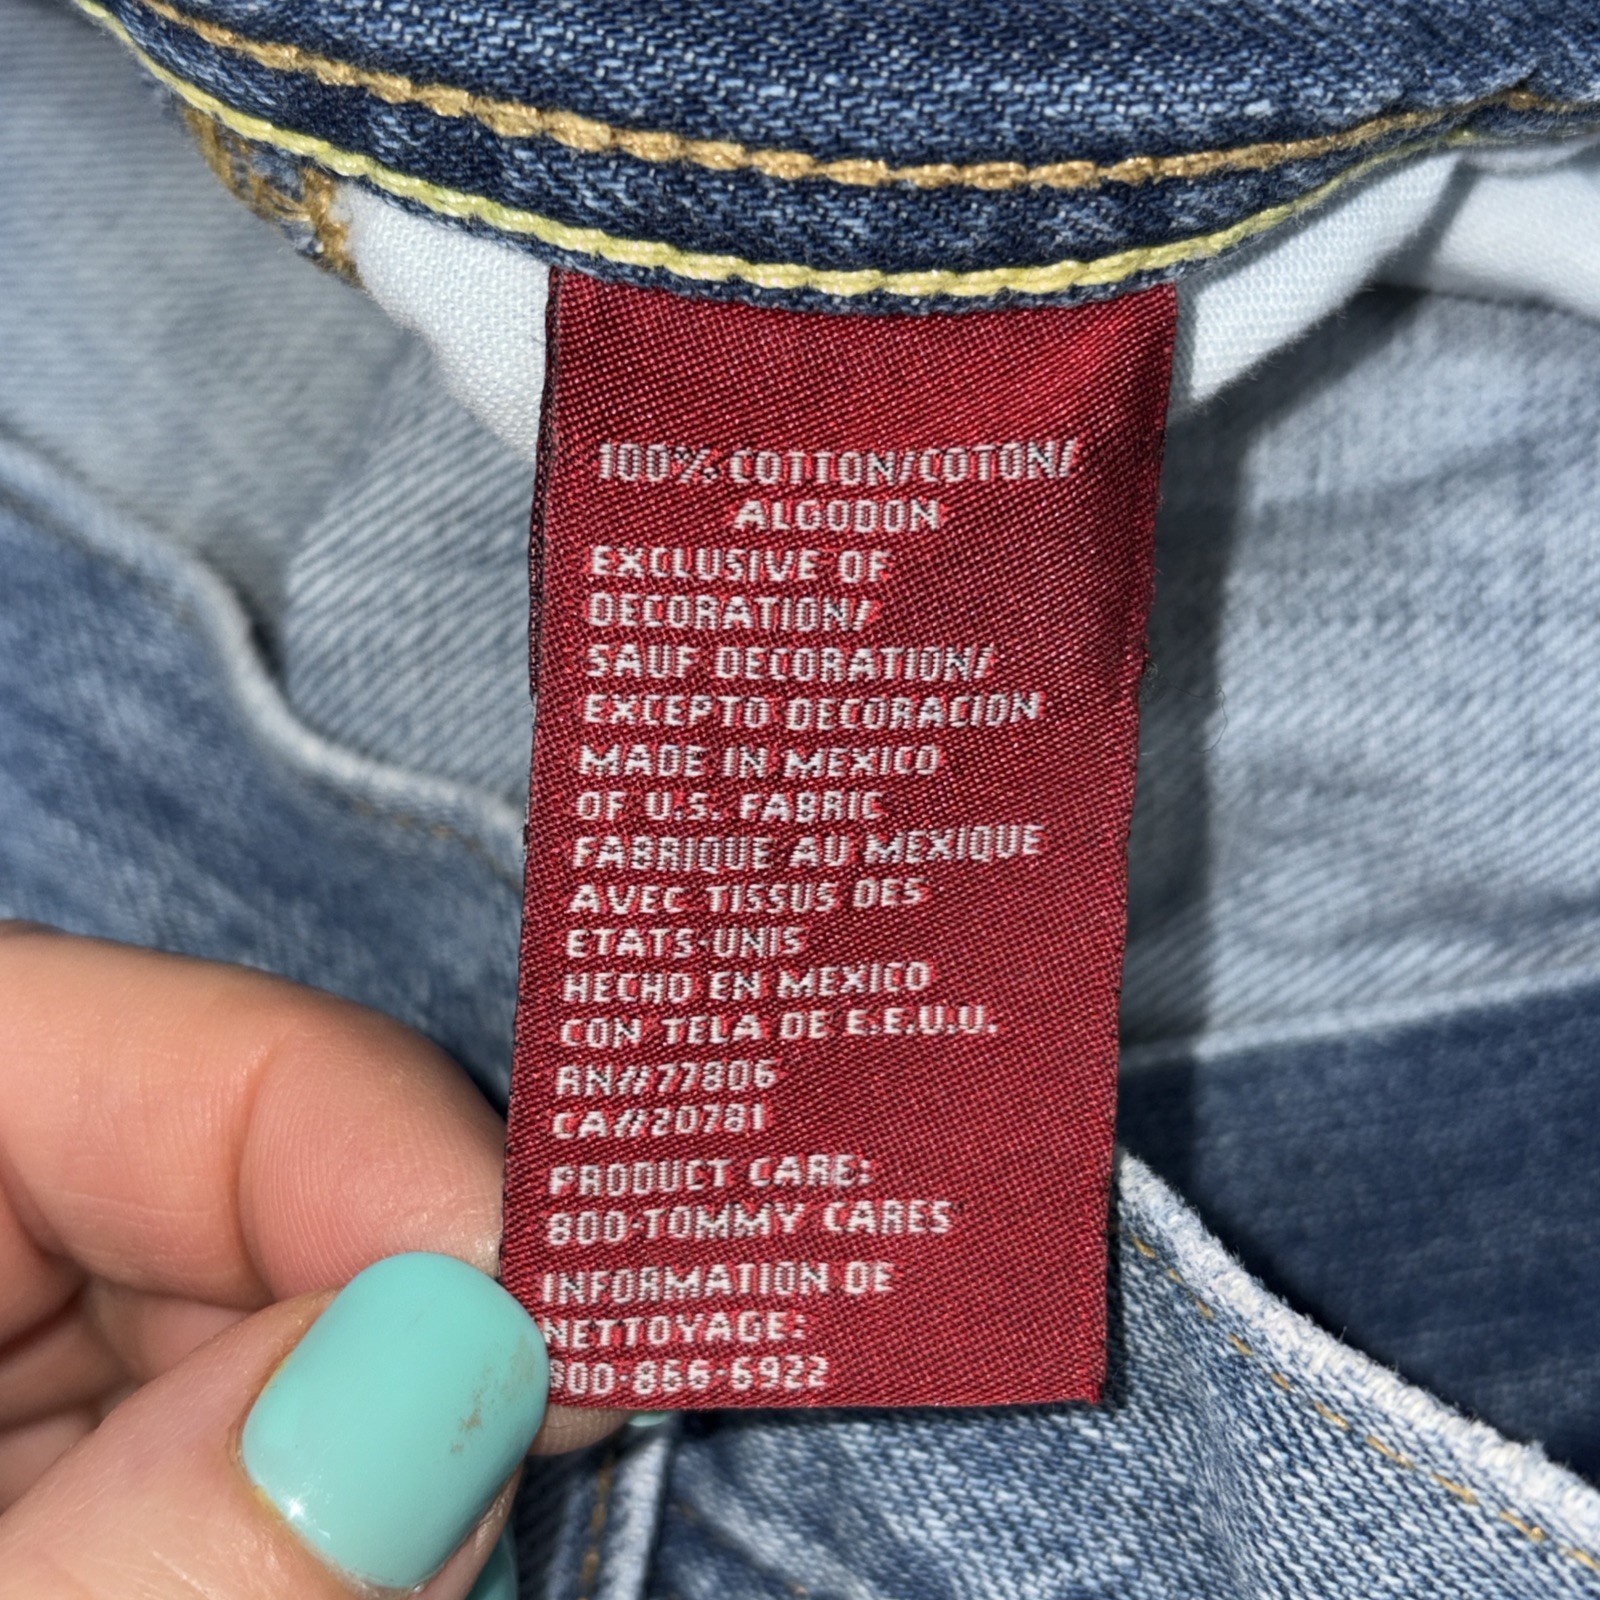 100% COTTON/COTON/
ALGODON
EXCLUSIVE OF
DECORATION/
SAUF DECORATION/
EXCEPTO DECORACION
MADE IN MEXICO
OF U.S. FABRIC
FABRIQUE AU MEXIQUE
AVEC TISSUS DES
ETATS-UNIS
HECHO EN MEXICO
CON TELA DE E.E.U.U.
RN#77806
CA#20781
PRODUCT CARE:
800-TOMMY CARES
INFORMATION DE
NETTOYAGE:
800-866-6922